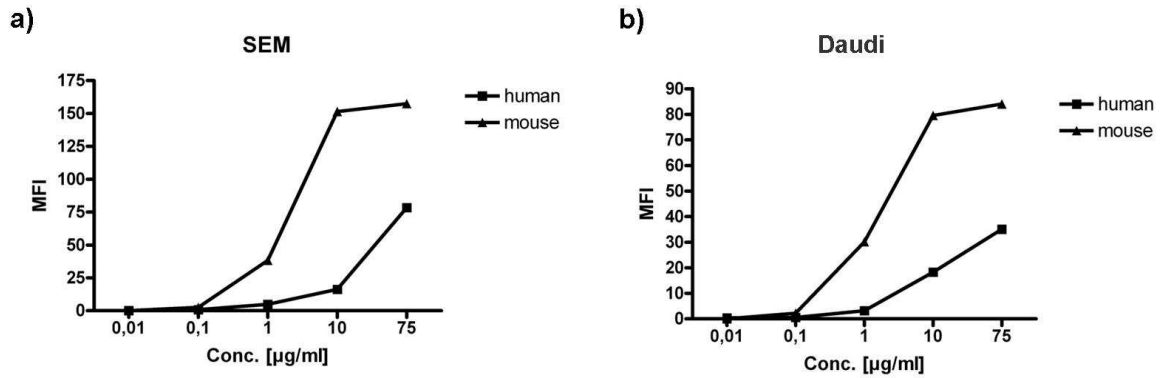 a)
SEM
175
150
125
100
75
50
25
0
MFI
0,01 0,1 1 10 75
Conc. [µg/ml]
human
mouse
b)
Daudi
90
80
70
60
50
40
30
20
10
0
MFI
0,01 0,1 1 10 75
Conc. [µg/ml]
human
mouse